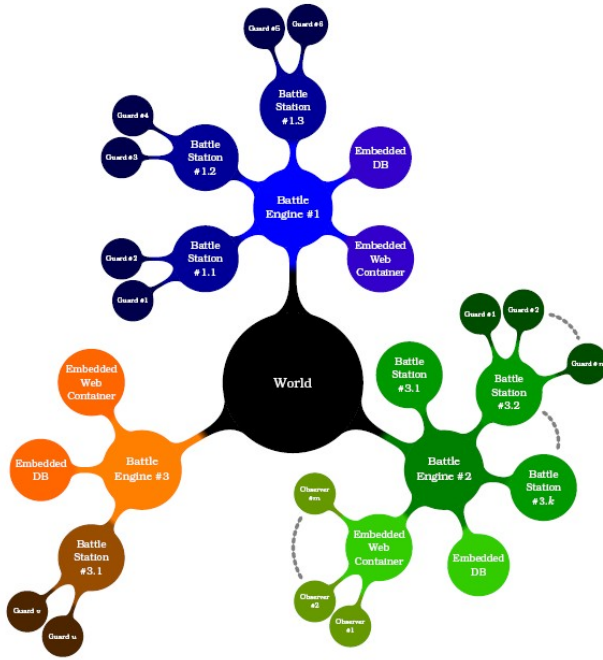 Guard #5
Guard #6
Battle
Station
#1.3
Guard #4
Guard #3
Battle
Station
#1.2
Embedded
DB
Battle
Engine #1
Guard #2
Guard #1
Battle
Station
#1.1
Embedded
Web
Container
World
Guard #1
Guard #2
Guard #n
Battle
Station
#3.1
Battle
Station
#3.2
Embedded
Web
Container
Battle
Engine #3
Embedded
DB
Battle
Engine #2
Battle
Station
#3.k
Observer
#m
Embedded
Web
Container
Embedded
DB
Battle
Station
#3.1
Observer
#2
Observer
#1
Guard v
Guard u